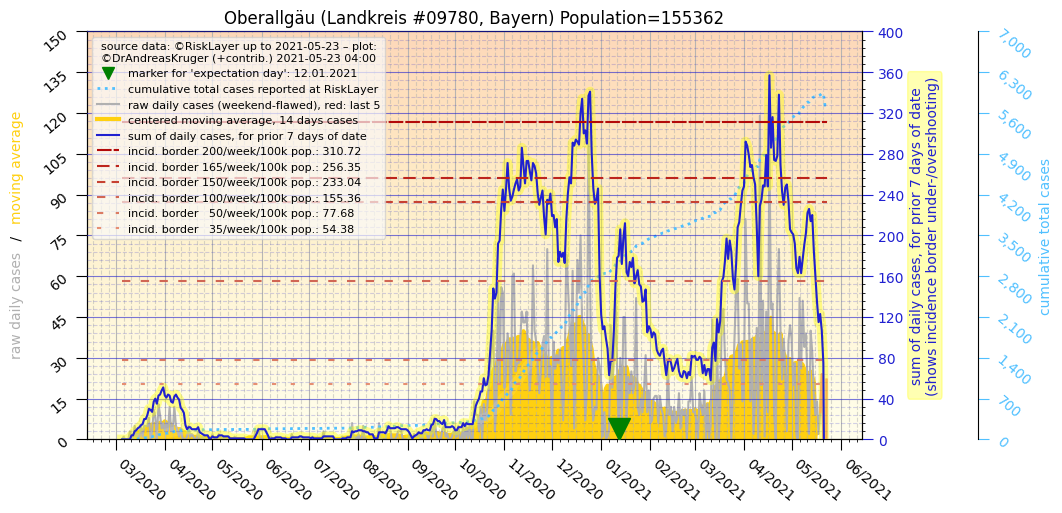 Oberallgäu (Landkreis #09780, Bayern) Population=155362
source data: ©RiskLayer up to 2021-05-23 – plot:
©DrAndreasKruger (+contrib.) 2021-05-23 04:00
marker for 'expectation day': 12.01.2021
cumulative total cases reported at RiskLayer
raw daily cases (weekend-flawed), red: last 5
centered moving average, 14 days cases
sum of daily cases, for prior 7 days of date
incid. border 200/week/100k pop.: 310.72
incid. border 165/week/100k pop.: 256.35
incid. border 150/week/100k pop.: 233.04
incid. border 100/week/100k pop.: 155.36
incid. border 50/week/100k pop.: 77.68
incid. border 35/week/100k pop.: 54.38
raw daily cases / moving average
150
135
120
105
90
75
60
45
30
15
0
03/2020
04/2020
05/2020
06/2020
07/2020
08/2020
09/2020
10/2020
11/2020
12/2020
01/2021
02/2021
03/2021
04/2021
05/2021
06/2021
400
360
320
280
240
200
160
120
80
40
0
sum of daily cases, for prior 7 days of date
(shows incidence border under-/overshooting)
7,000
6,300
5,600
4,900
4,200
3,500
2,800
2,100
1,400
700
0
cumulative total cases